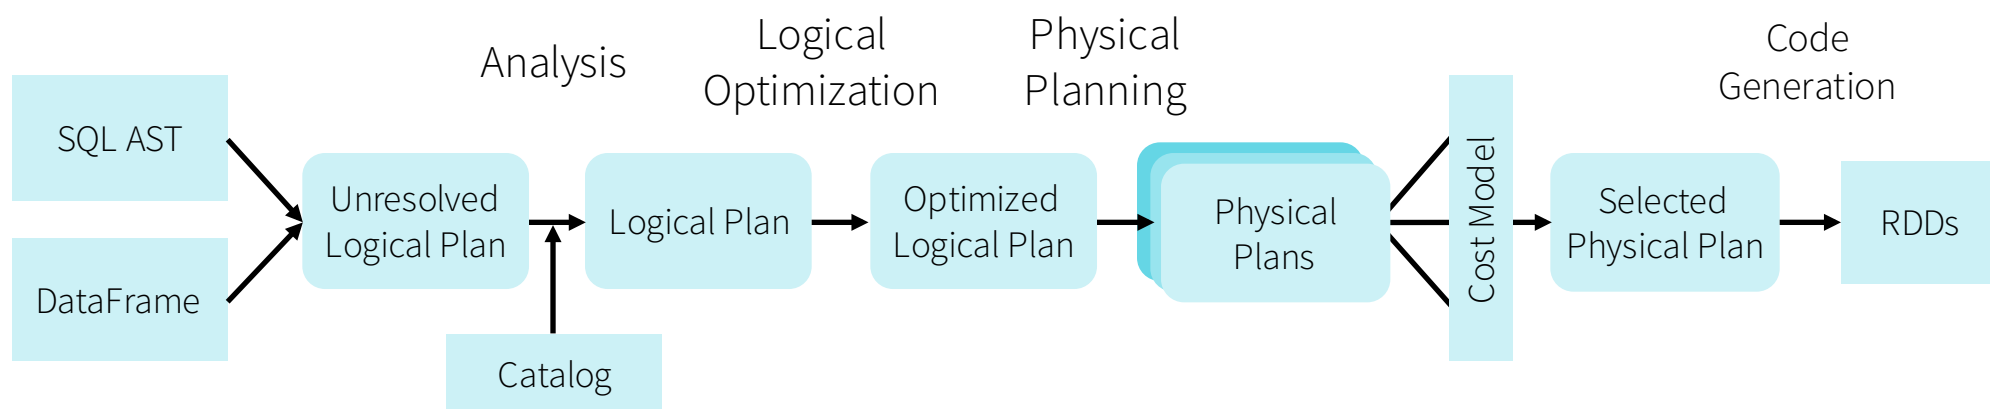 Analysis
Logical
Optimization
Physical
Planning
Code
Generation
SQL AST
DataFrame
Unresolved
Logical Plan
Catalog
Logical Plan
Optimized
Logical Plan
Physical
Plans
Cost Model
Selected
Physical Plan
RDDs